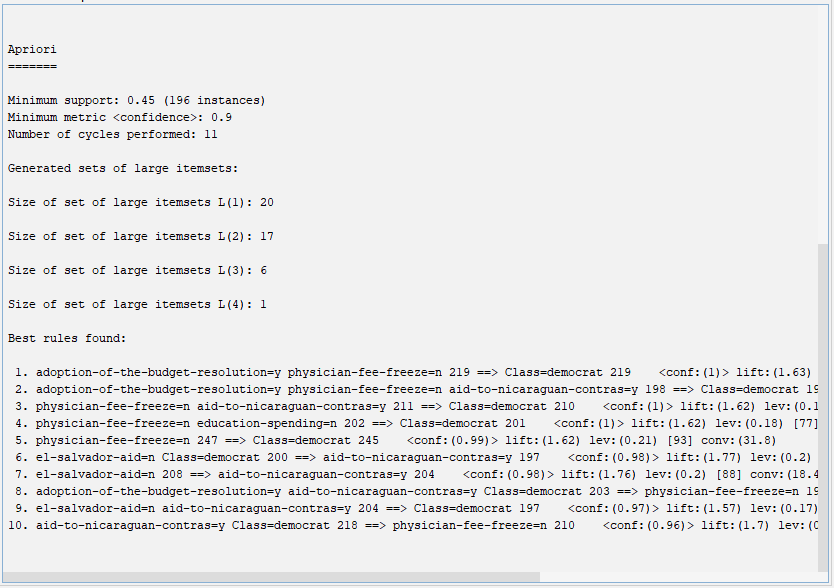 Apriori
=======
Minimum support: 0.45 (196 instances)
Minimum metric <confidence>: 0.9
Number of cycles performed: 11
Generated sets of large itemsets:
Size of set of large itemsets L(1): 20
Size of set of large itemsets L(2): 17
Size of set of large itemsets L(3): 6
Size of set of large itemsets L(4): 1
Best rules found:
1. adoption-of-the-budget-resolution=y physician-fee-freeze=n 219 ==> Class=democrat 219 <conf:(1)> lift:(1.63)
2. adoption-of-the-budget-resolution=y physician-fee-freeze=n aid-to-nicaraguan-contras=y 198 ==> Class=democrat 19
3. physician-fee-freeze=n aid-to-nicaraguan-contras=y 211 ==> Class=democrat 210 <conf:(1)> lift:(1.62) lev:(0.1
4. physician-fee-freeze=n education-spending=n 202 ==> Class=democrat 201 <conf:(1)> lift:(1.62) lev:(0.18) [77]
5. physician-fee-freeze=n 247 ==> Class=democrat 245 <conf:(0.99)> lift:(1.62) lev:(0.21) [93] conv:(31.8)
6. el-salvador-aid=n Class=democrat 200 ==> aid-to-nicaraguan-contras=y 197 <conf:(0.98)> lift:(1.77) lev:(0.2)
7. el-salvador-aid=n 208 ==> aid-to-nicaraguan-contras=y 204 <conf:(0.98)> lift:(1.76) lev:(0.2) [88] conv:(18.4
8. adoption-of-the-budget-resolution=y aid-to-nicaraguan-contras=y Class=democrat 203 ==> physician-fee-freeze=n 19
9. el-salvador-aid=n aid-to-nicaraguan-contras=y 204 ==> Class=democrat 197 <conf:(0.97)> lift:(1.57) lev:(0.17)
10. aid-to-nicaraguan-contras=y Class=democrat 218 ==> physician-fee-freeze=n 210 <conf:(0.96)> lift:(1.7) lev:(0